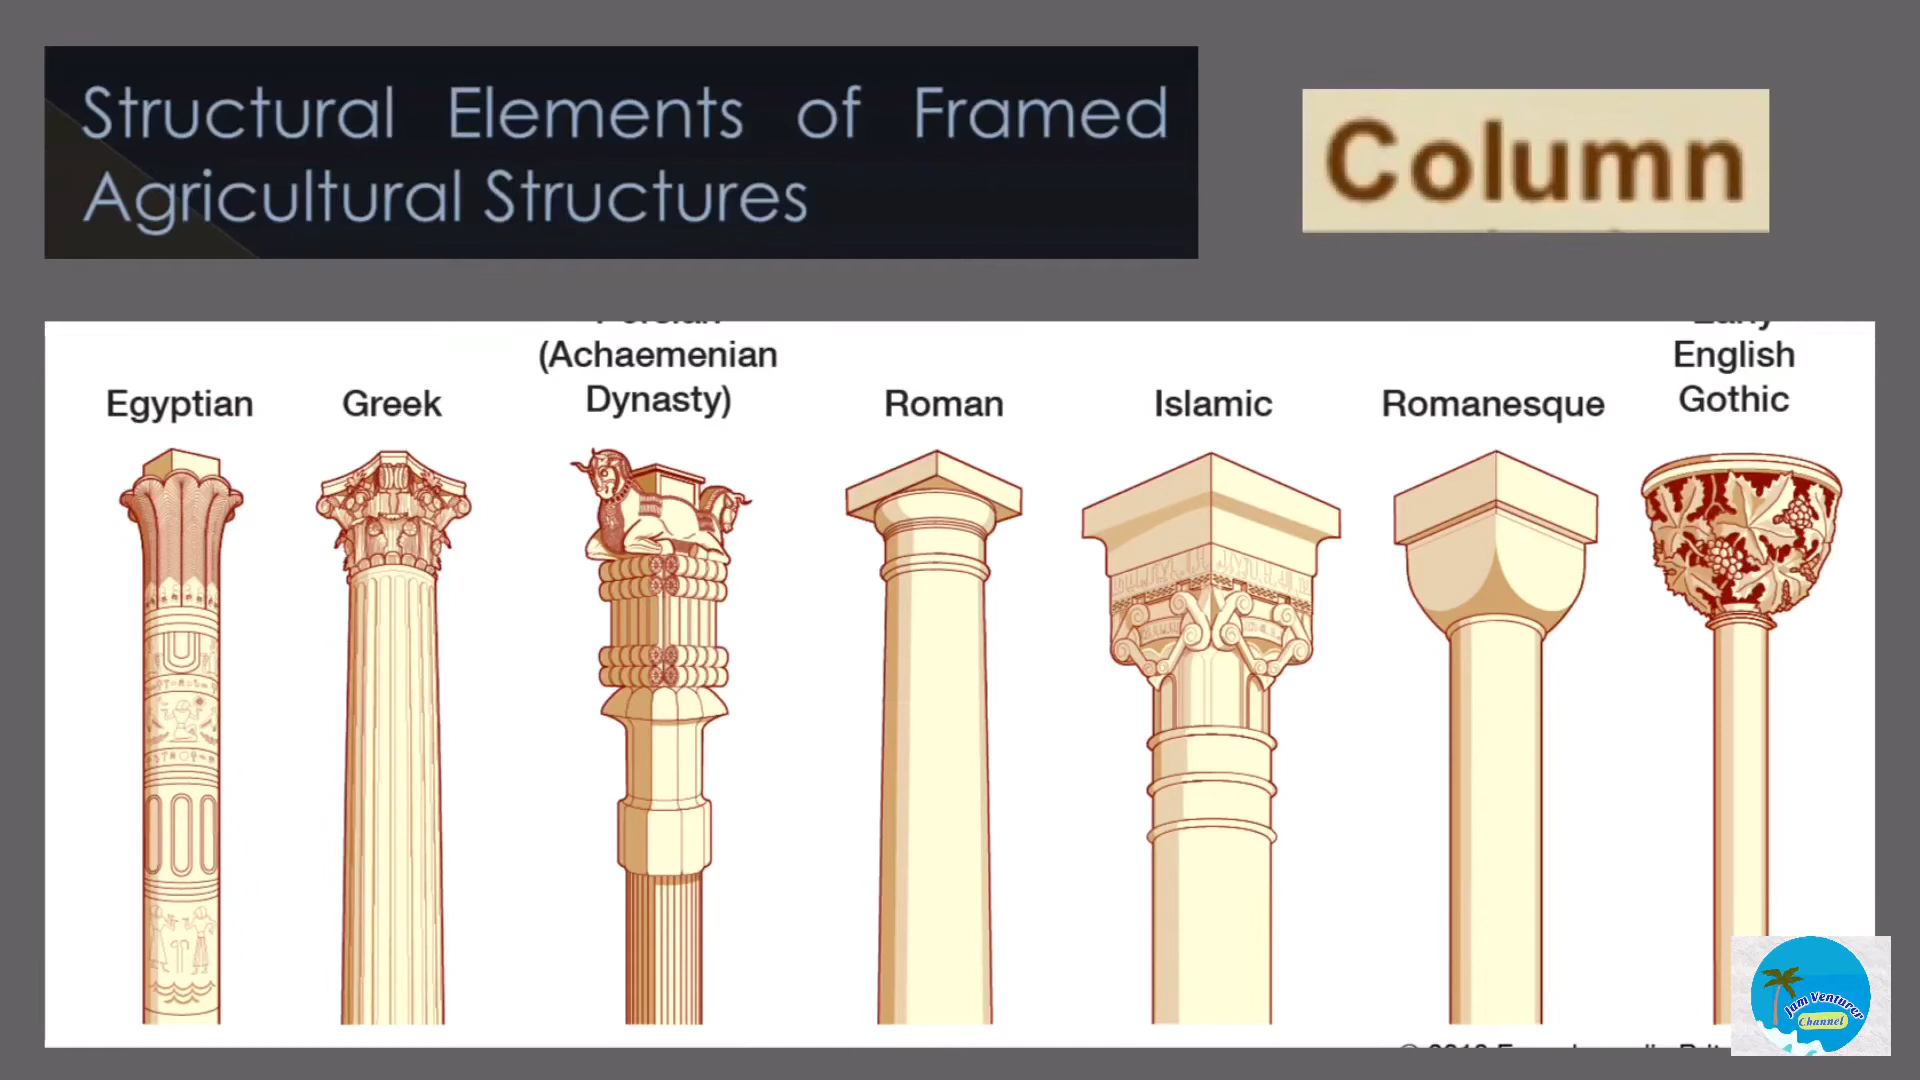 Structural Elements of Framed
Agricultural Structures
Column
Egyptian
Greek
(Achaemenian
Dynasty)
Roman
Islamic
Romanesque
English
Gothic
Jam Venturer
Channel